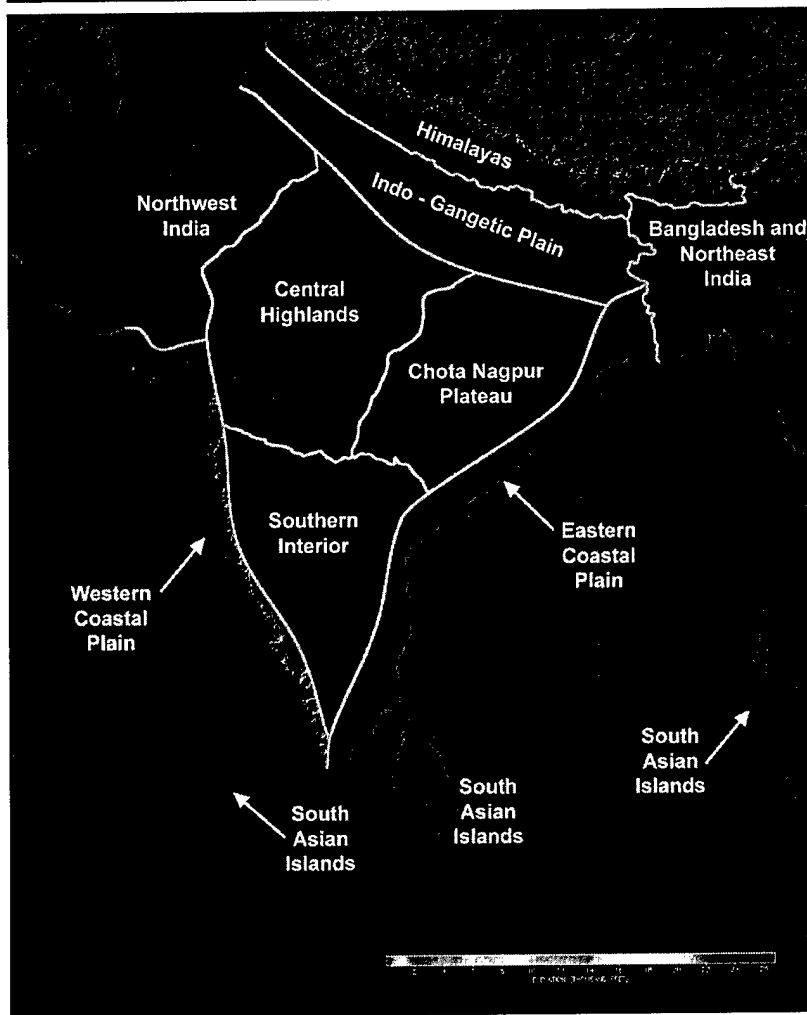 Himalayas
Indo - Gangetic Plain
Northwest
India
Bangladesh and
Northeast
India
Central
Highlands
Chota Nagpur
Plateau
Southern
Interior
Eastern
Coastal
Plain
Western
Coastal
Plain
South
Asian
Islands
South
Asian
Islands
South
Asian
Islands